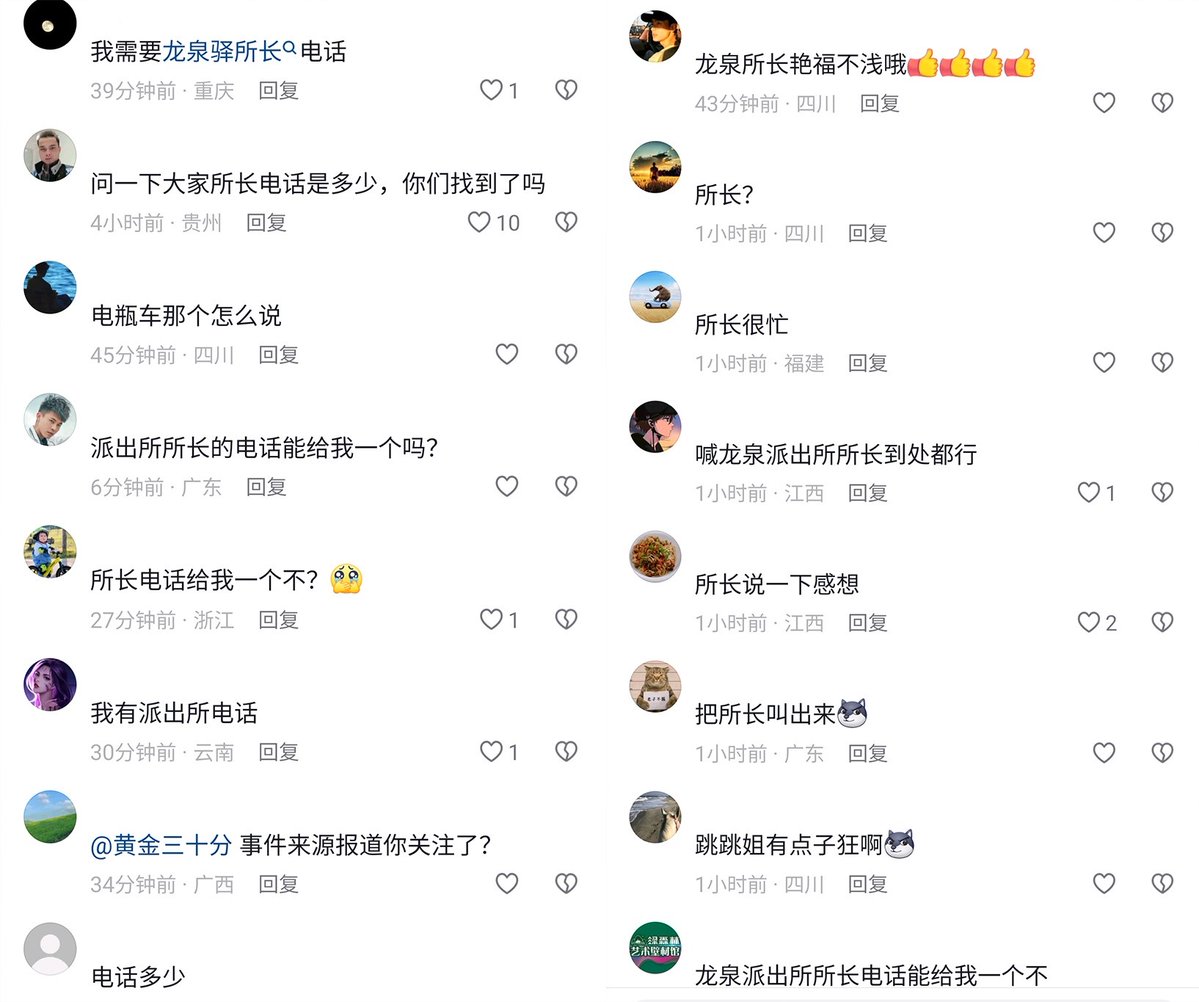 我需要龙泉驿所长电话
39分钟前 · 重庆 回复 1
问一下大家所长电话是多少，你们找到了吗
4小时前 · 贵州 回复 10
电瓶车那个怎么说
45分钟前 · 四川 回复
派出所所长的电话能给我一个吗？
6分钟前 · 广东 回复
所长电话给我一个不？🥹
27分钟前 · 浙江 回复 1
我有派出所电话
30分钟前 · 云南 回复 1
@黄金三十分 事件来源报道你关注了？
34分钟前 · 广西 回复
电话多少
龙泉所长艳福不浅哦👍👍👍👍
43分钟前 · 四川 回复
所长？
1小时前 · 四川 回复
所长很忙
1小时前 · 福建 回复
喊龙泉派出所所长到处都行
1小时前 · 江西 回复 1
所长说一下感想
1小时前 · 江西 回复 2
把所长叫出来
1小时前 · 广东 回复
跳跳姐有点子狂啊
1小时前 · 四川 回复
绿森林
艺术壁材馆
龙泉派出所所长电话能给我一个不